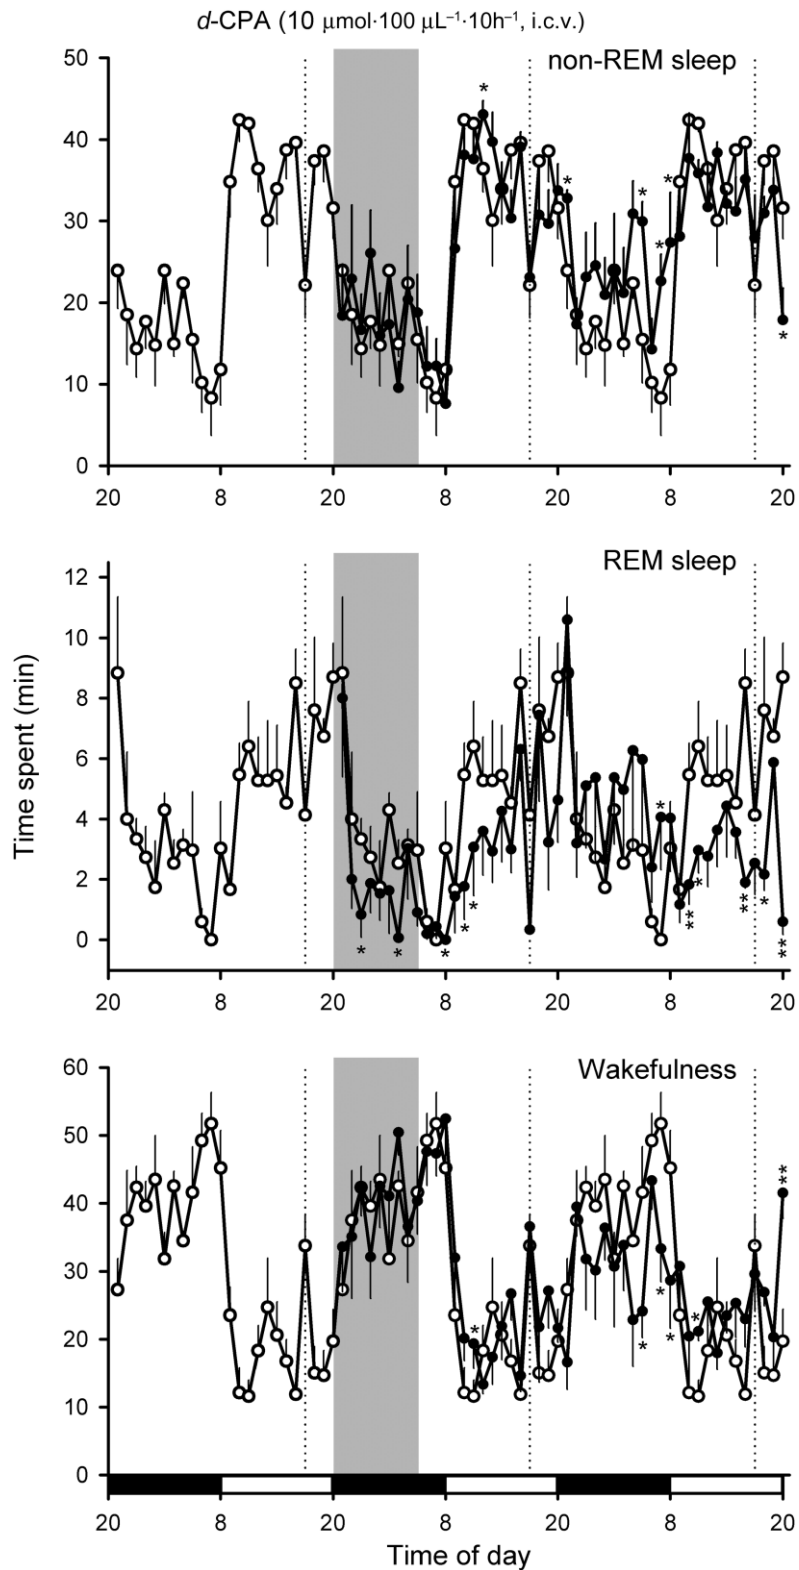 d-CPA (10 μmol·100 μL⁻¹·10h⁻¹, i.c.v.)
non-REM sleep
50
40
30
20
10
0
20 8 20 8 20 8 20
* * * * * *
REM sleep
12
10
8
6
4
2
0
20 8 20 8 20 8 20
* * * * * * ** * ** * **
Time spent (min)
Wakefulness
60
50
40
30
20
10
0
20 8 20 8 20 8 20
* * * * * **
Time of day